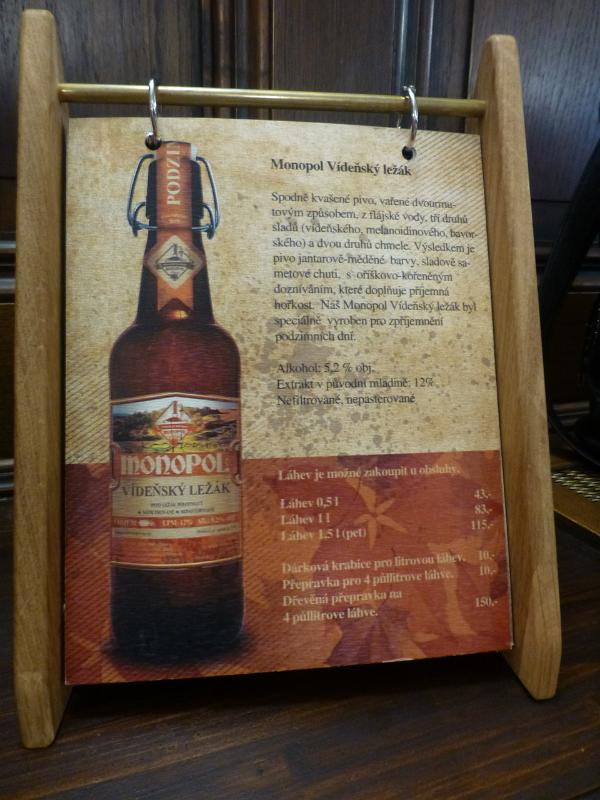 PODZIM
Monopol Vídeňský ležák
Spodně kvašené pivo, vařené dvourmu-
tovým způsobem, z flájské vody, tří druhů
sladů (vídeňského, melanoidinového, bavor-
ského) a dvou druhů chmele. Výsledkem je
pivo jantarově-měděné barvy, sladově sa-
metové chuti, s oříškovo-kořeněným
dozníváním, které doplňuje příjemná
hořkost. Náš Monopol Vídeňský ležák byl
speciálně vyroben pro zpříjemnění
podzimních dní.
Alkohol: 5,2 % obj.
Extrakt v původní mladině: 12%
Nefiltrované, nepasterované
MONOPOL
VÍDEŇSKÝ LEŽÁK
Láhev je možné zakoupit u obsluhy.
Láhev 0,5 l 43,-
Láhev 1 l 83,-
Láhev 1,5 l (pet) 115,-
Dárková krabice pro litrovou láhev. 10,-
Přepravka pro 4 půllitrove láhve. 10,-
Dřevěná přepravka na
4 půllitrove láhve. 150,-